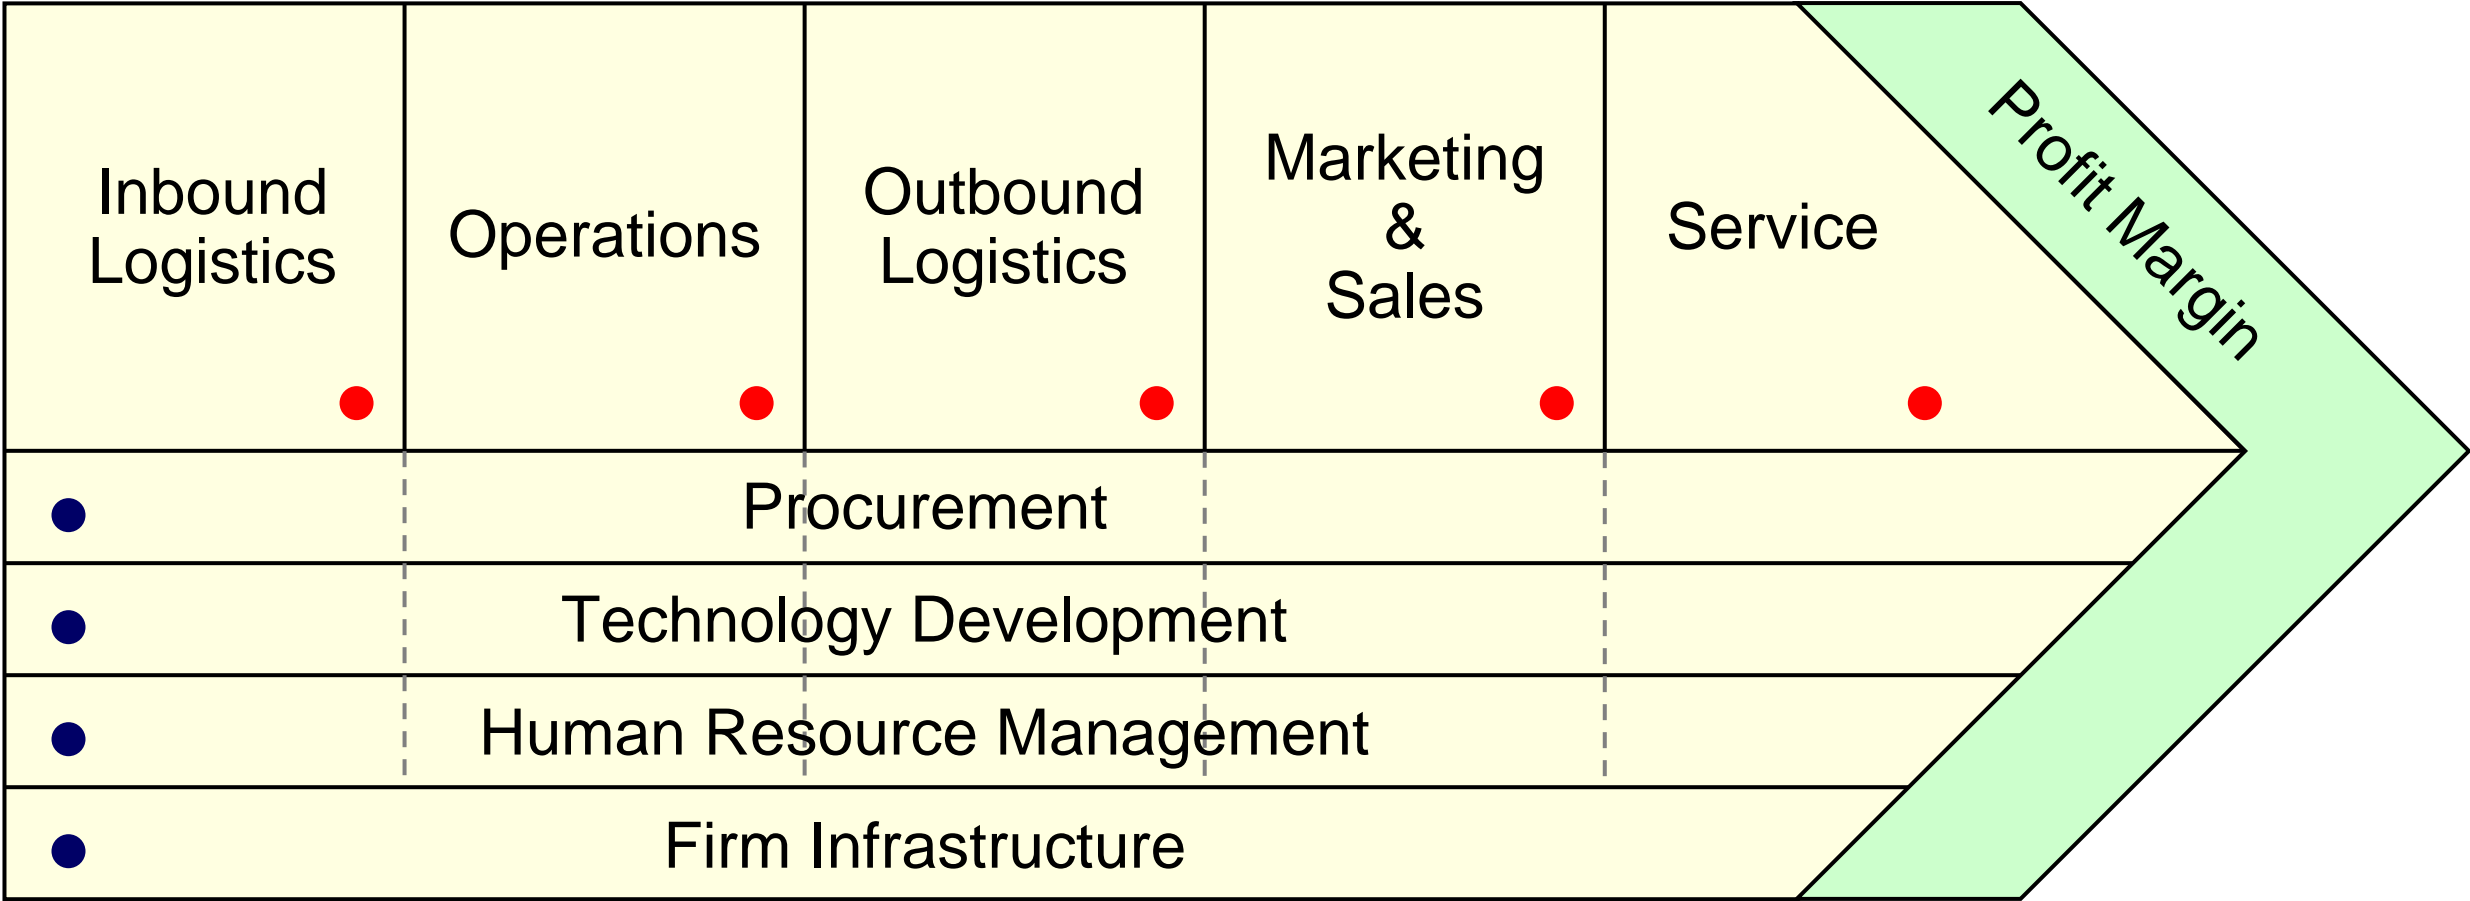 Inbound
Logistics
Operations
Outbound
Logistics
Marketing
&
Sales
Service
Profit Margin
Procurement
Technology Development
Human Resource Management
Firm Infrastructure